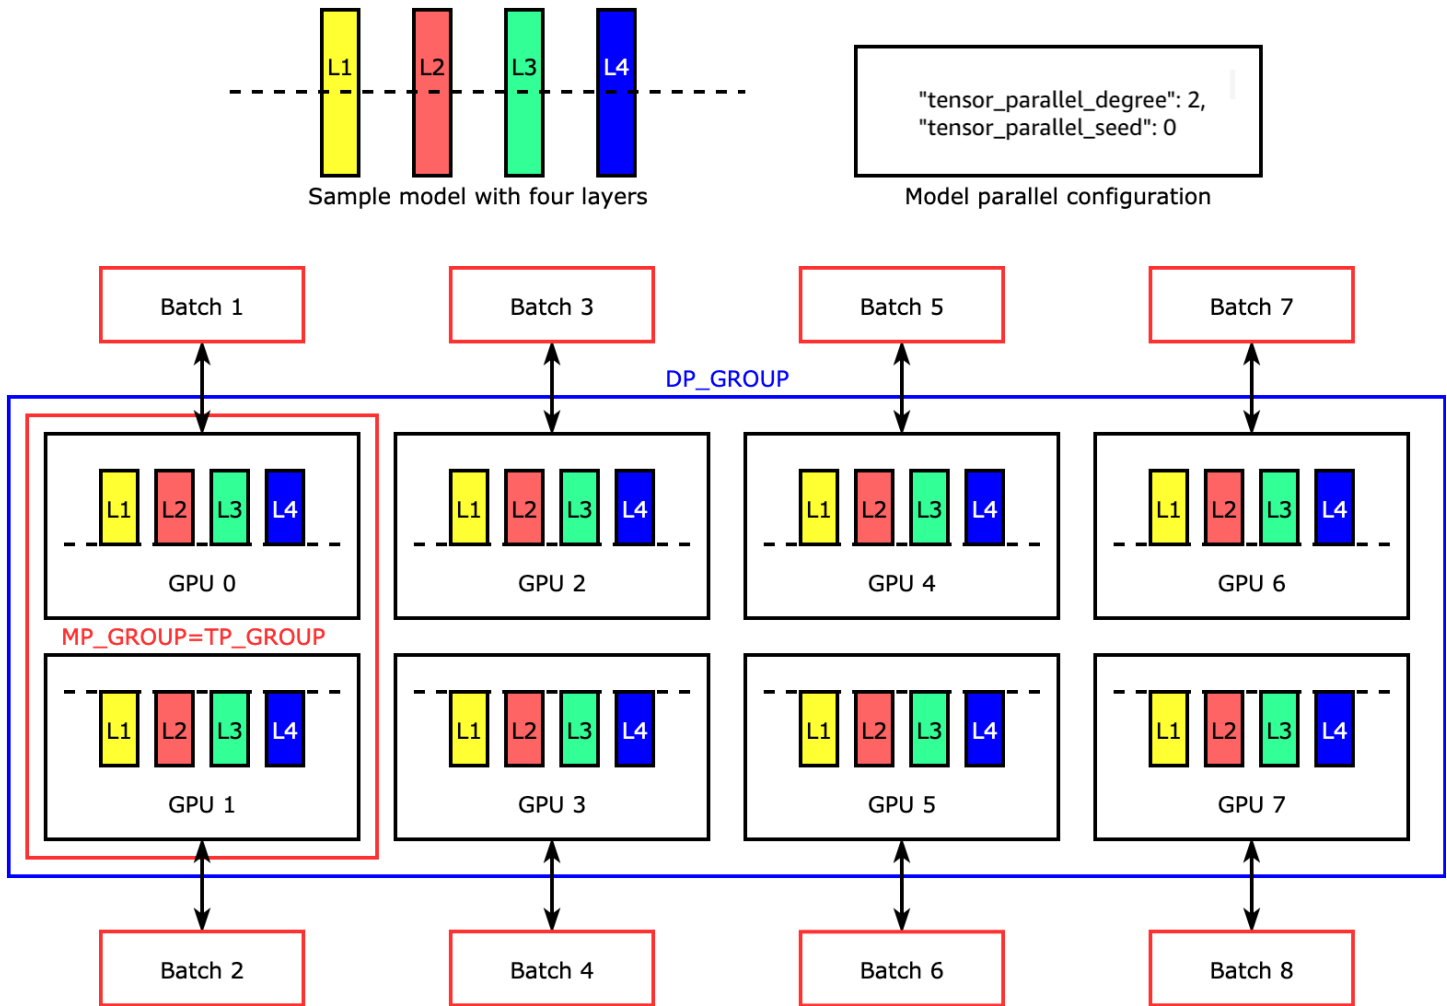 L1 L2 L3 L4
Sample model with four layers
"tensor_parallel_degree": 2,
"tensor_parallel_seed": 0
Model parallel configuration
Batch 1
Batch 3
Batch 5
Batch 7
DP_GROUP
L1 L2 L3 L4
GPU 0
L1 L2 L3 L4
GPU 2
L1 L2 L3 L4
GPU 4
L1 L2 L3 L4
GPU 6
MP_GROUP=TP_GROUP
L1 L2 L3 L4
GPU 1
L1 L2 L3 L4
GPU 3
L1 L2 L3 L4
GPU 5
L1 L2 L3 L4
GPU 7
Batch 2
Batch 4
Batch 6
Batch 8